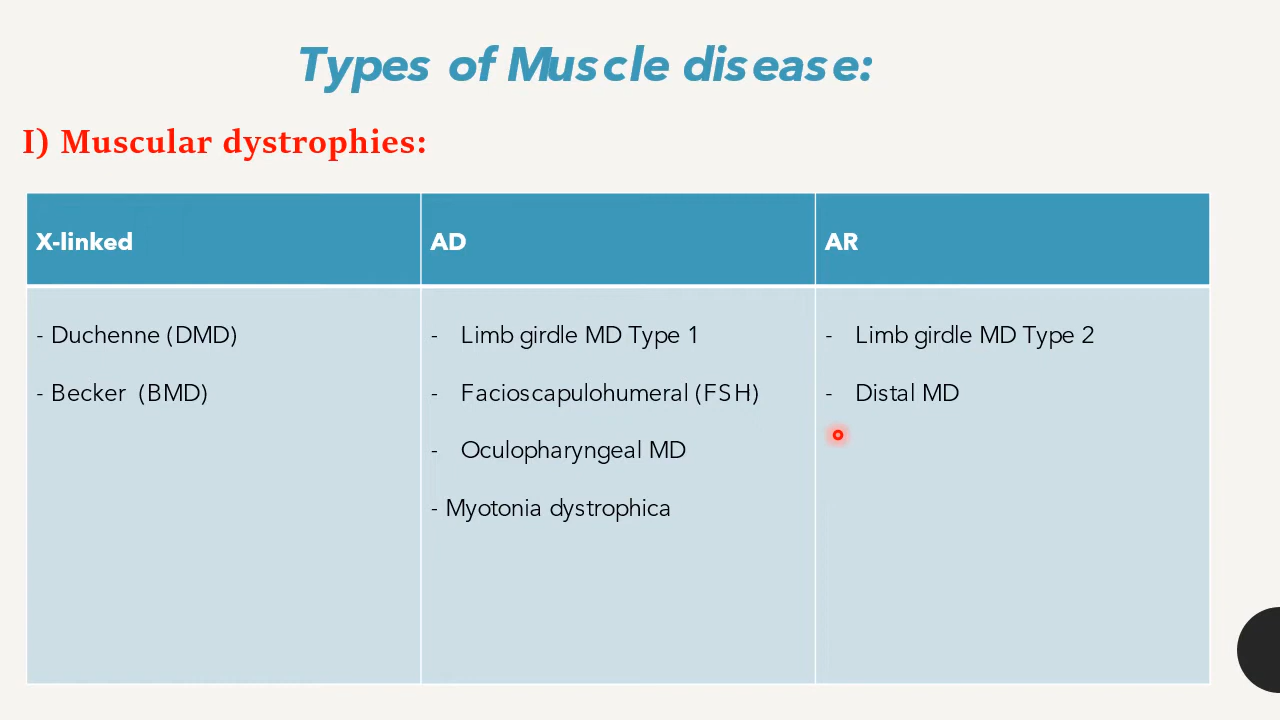 Types of Muscle disease:
I) Muscular dystrophies:
X-linked
AD
AR
- Duchenne (DMD)
- Becker (BMD)
- Limb girdle MD Type 1
- Facioscapulohumeral (FSH)
- Oculopharyngeal MD
- Myotonia dystrophica
- Limb girdle MD Type 2
- Distal MD